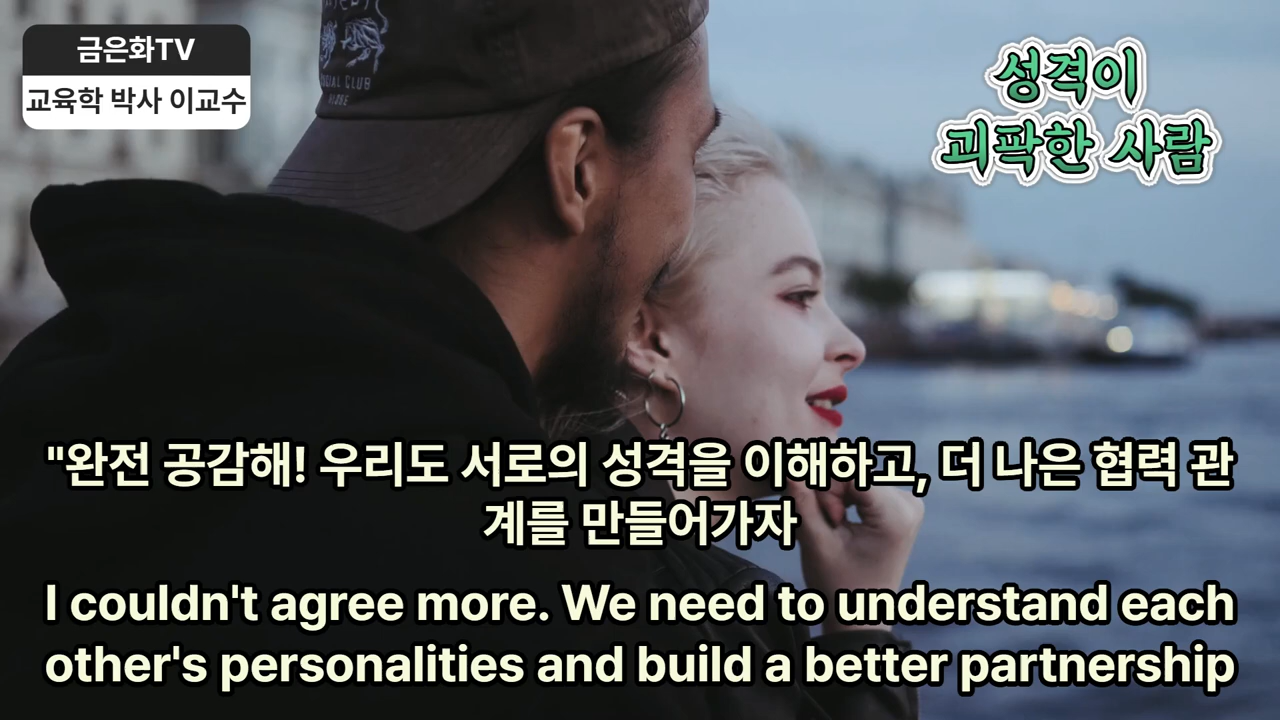 금은화TV
교육학 박사 이교수
성격이
괴팍한 사람
CIAL CLUB
"완전 공감해! 우리도 서로의 성격을 이해하고, 더 나은 협력 관
계를 만들어가자
I couldn't agree more. We need to understand each
other's personalities and build a better partnership